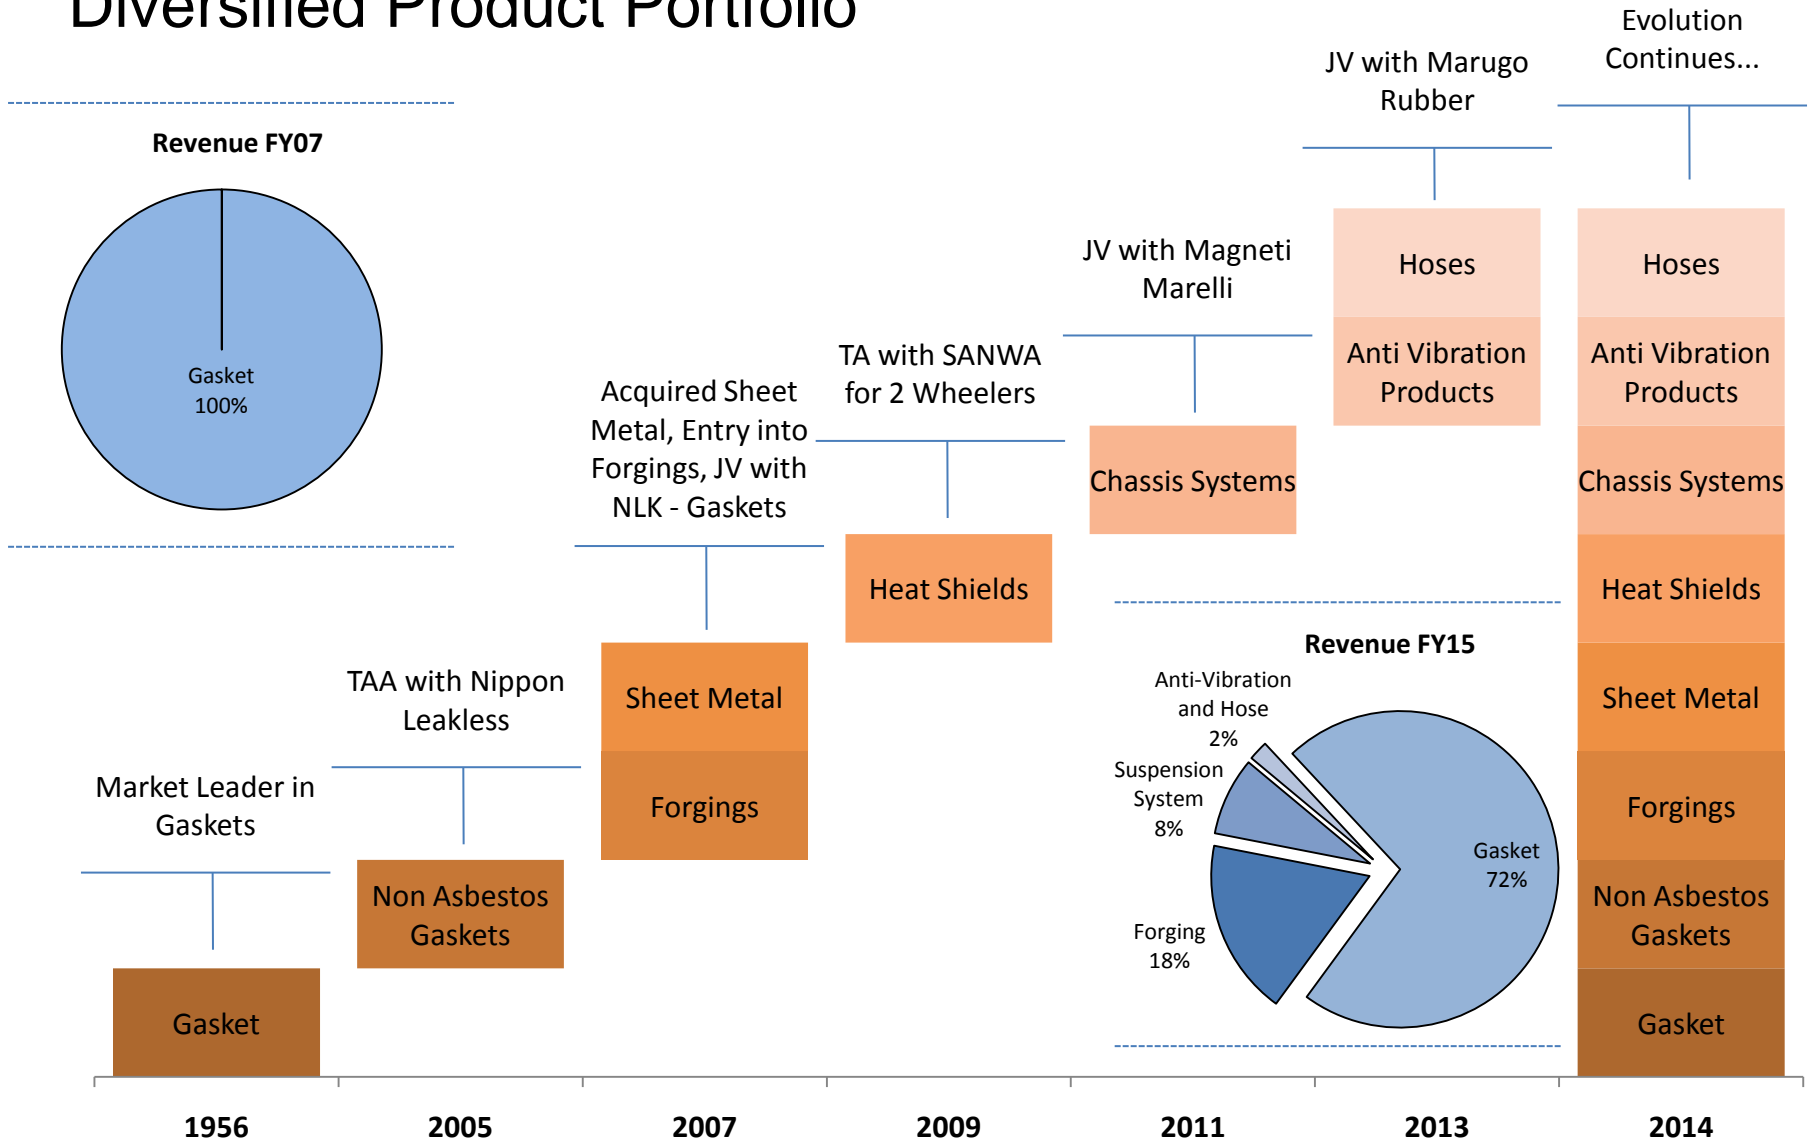 Diversified Product Portfolio
Evolution
Continues...
JV with Marugo
Rubber
Revenue FY07
Gasket
100%
JV with Magneti
Marelli
Hoses
Hoses
TA with SANWA
for 2 Wheelers
Anti Vibration
Products
Anti Vibration
Products
Acquired Sheet
Metal, Entry into
Forgings, JV with
NLK - Gaskets
Chassis Systems
Chassis Systems
Heat Shields
Heat Shields
TAA with Nippon
Leakless
Sheet Metal
Sheet Metal
Market Leader in
Gaskets
Forgings
Forgings
Non Asbestos
Gaskets
Non Asbestos
Gaskets
Gasket
Gasket
Revenue FY15
Anti-Vibration
and Hose
2%
Suspension
System
8%
Gasket
72%
Forging
18%
1956
2005
2007
2009
2011
2013
2014